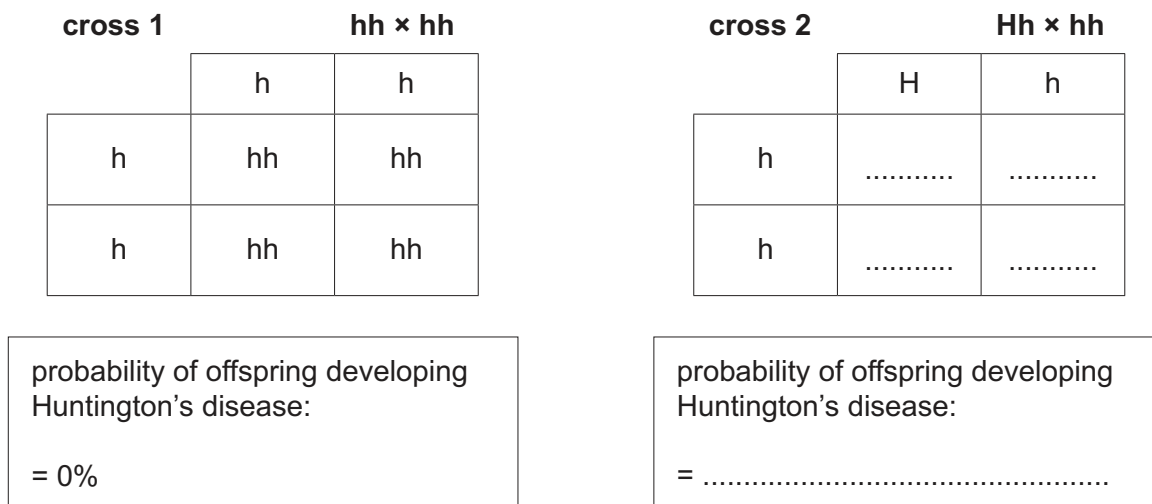 cross 1 hh × hh
h h
h hh hh
h hh hh
probability of offspring developing
Huntington’s disease:
= 0%
cross 2 Hh × hh
H h
h ........... ...........
h ........... ...........
probability of offspring developing
Huntington’s disease:
= ..................................................